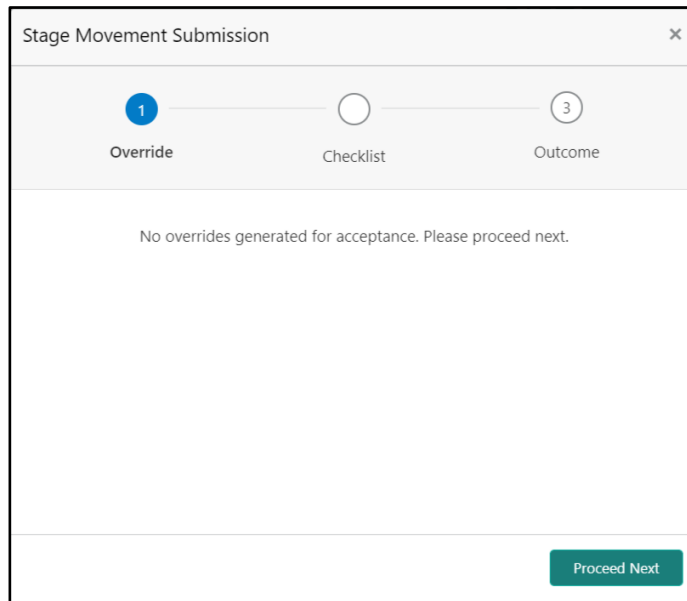 Stage Movement Submission ×
1 3
Override Checklist Outcome
No overrides generated for acceptance. Please proceed next.
Proceed Next